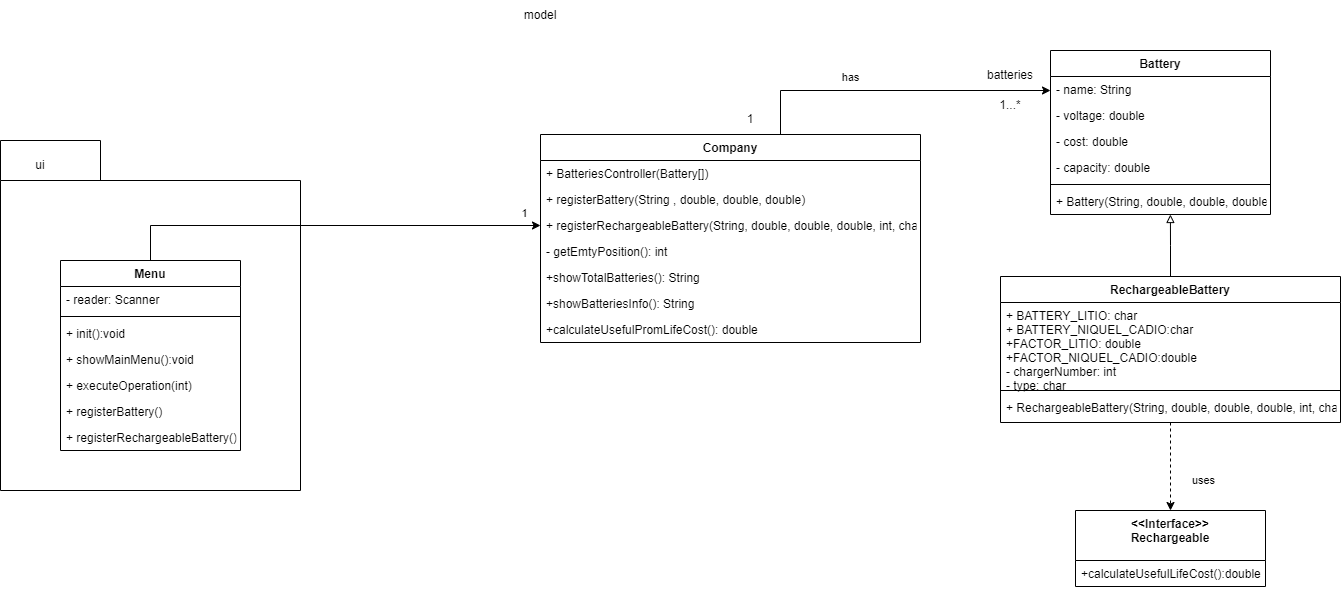 model
ui
Menu
- reader: Scanner
+ init():void
+ showMainMenu():void
+ executeOperation(int)
+ registerBattery()
+ registerRechargeableBattery()
1
Company
+ BatteriesController(Battery[])
+ registerBattery(String , double, double, double)
+ registerRechargeableBattery(String, double, double, double, int, cha
- getEmtyPosition(): int
+showTotalBatteries(): String
+showBatteriesInfo(): String
+calculateUsefulPromLifeCost(): double
1
has
batteries
1...*
Battery
- name: String
- voltage: double
- cost: double
- capacity: double
+ Battery(String, double, double, double
RechargeableBattery
+ BATTERY_LITIO: char
+ BATTERY_NIQUEL_CADIO:char
+FACTOR_LITIO: double
+FACTOR_NIQUEL_CADIO:double
- chargerNumber: int
- type: char
+ RechargeableBattery(String, double, double, double, int, cha
uses
<<Interface>>
Rechargeable
+calculateUsefulLifeCost():double